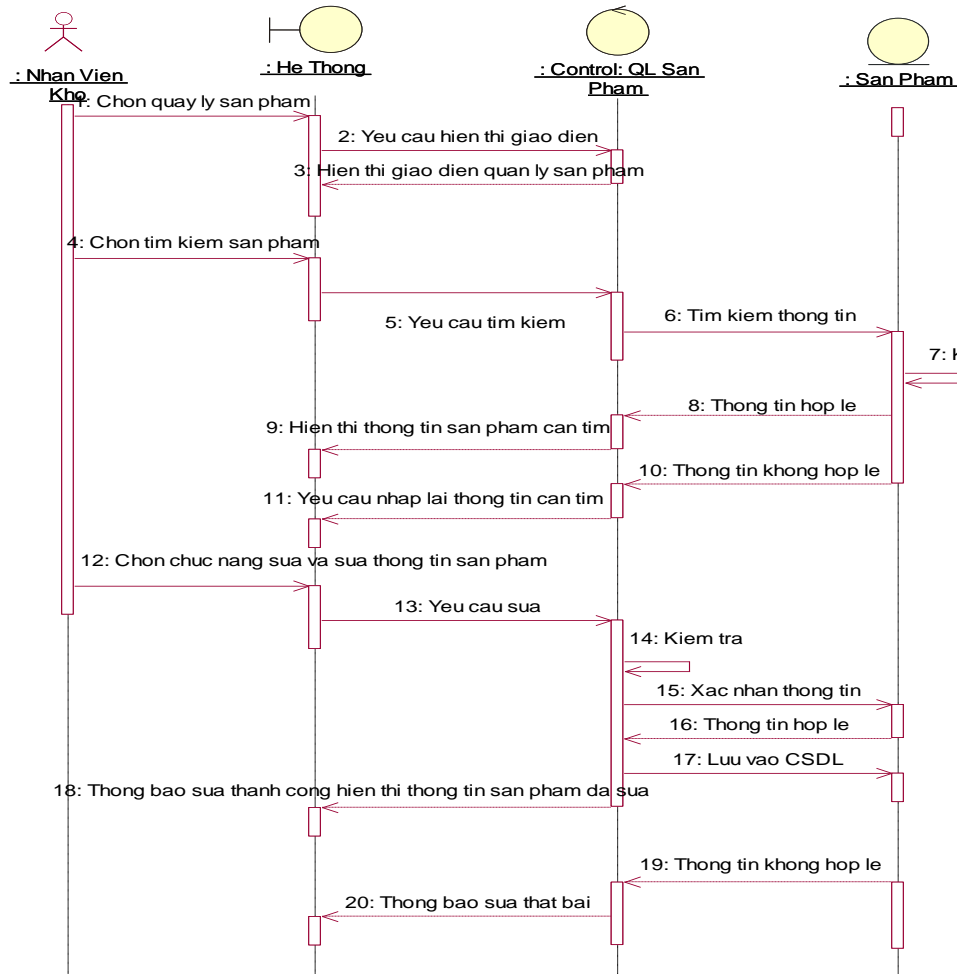 : Nhan Vien
Kho
: He Thong
: Control: QL San
Pham
: San Pham
1: Chon quay ly san pham
2: Yeu cau hien thi giao dien
3: Hien thi giao dien quan ly san pham
4: Chon tim kiem san pham
5: Yeu cau tim kiem
6: Tim kiem thong tin
7:
8: Thong tin hop le
9: Hien thi thong tin san pham can tim
10: Thong tin khong hop le
11: Yeu cau nhap lai thong tin can tim
12: Chon chuc nang sua va sua thong tin san pham
13: Yeu cau sua
14: Kiem tra
15: Xac nhan thong tin
16: Thong tin hop le
17: Luu vao CSDL
18: Thong bao sua thanh cong hien thi thong tin san pham da sua
19: Thong tin khong hop le
20: Thong bao sua that bai